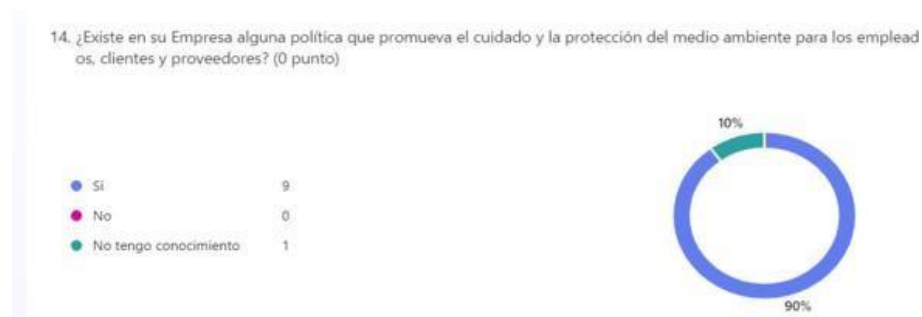 14. ¿Existe en su Empresa alguna política que promueva el cuidado y la protección del medio ambiente para los emplead
os, clientes y proveedores? (0 punto)
10%
Si 9
No 0
No tengo conocimiento 1
90%